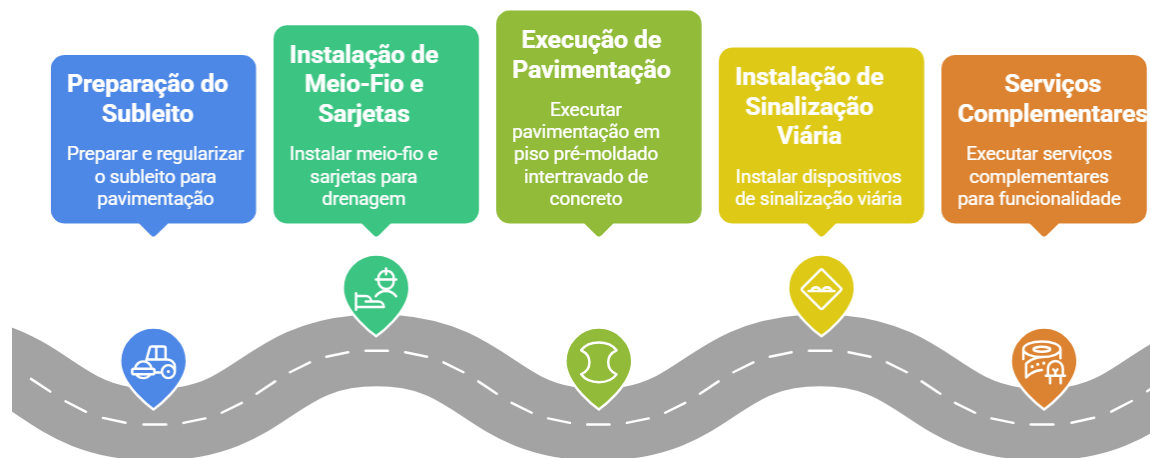 Preparação do
Subleito
Preparar e regularizar
o subleito para
pavimentação
Instalação de
Meio-Fio e
Sarjetas
Instalar meio-fio e
sarjetas para
drenagem
Execução de
Pavimentação
Executar
pavimentação em
piso pré-moldado
intertravado de
concreto
Instalação de
Sinalização
Viária
Instalar dispositivos
de sinalização viária
Serviços
Complementares
Executar serviços
complementares
para funcionalidade